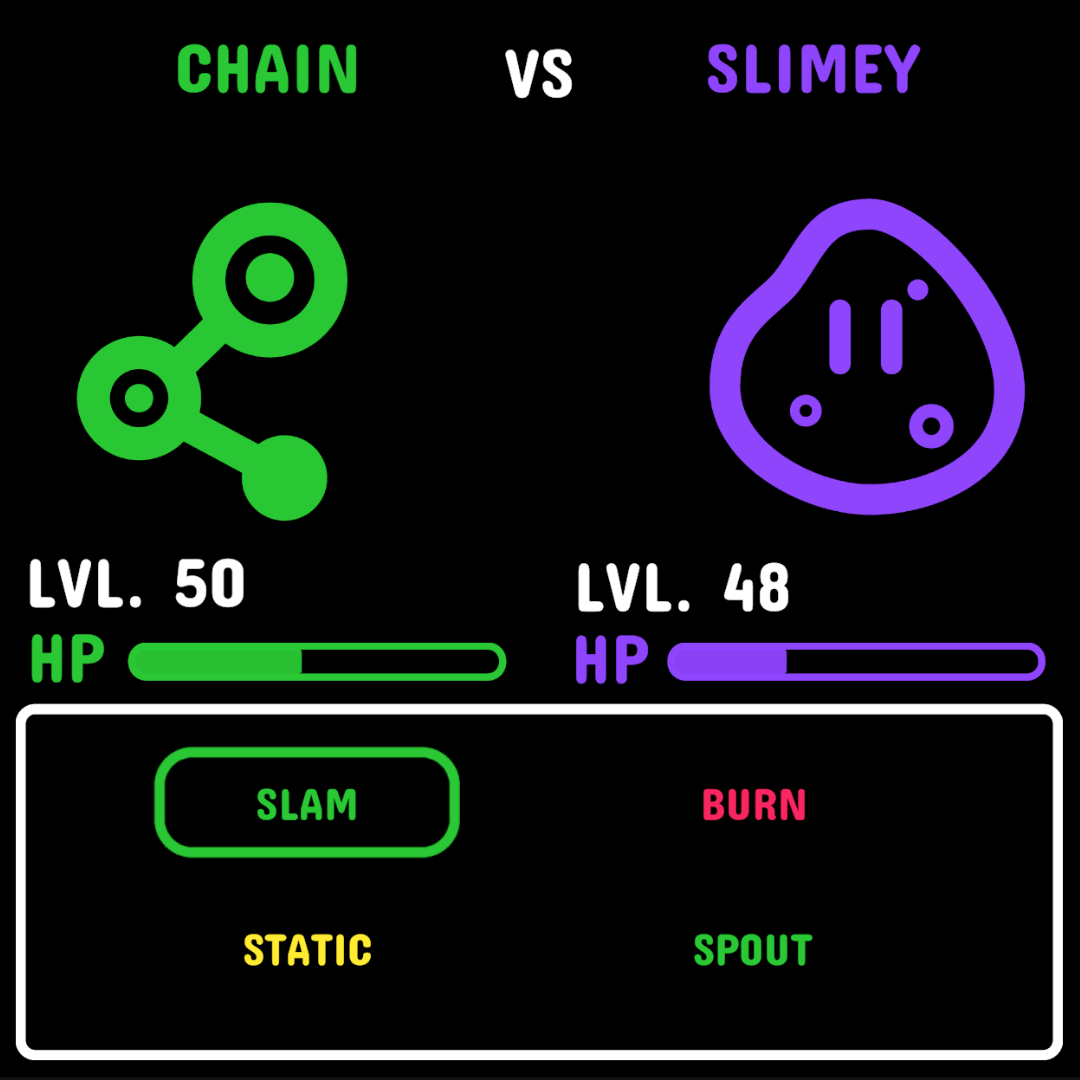 CHAIN VS SLIMEY
LVL. 50 LVL. 48
HP HP
SLAM BURN
STATIC SPOUT